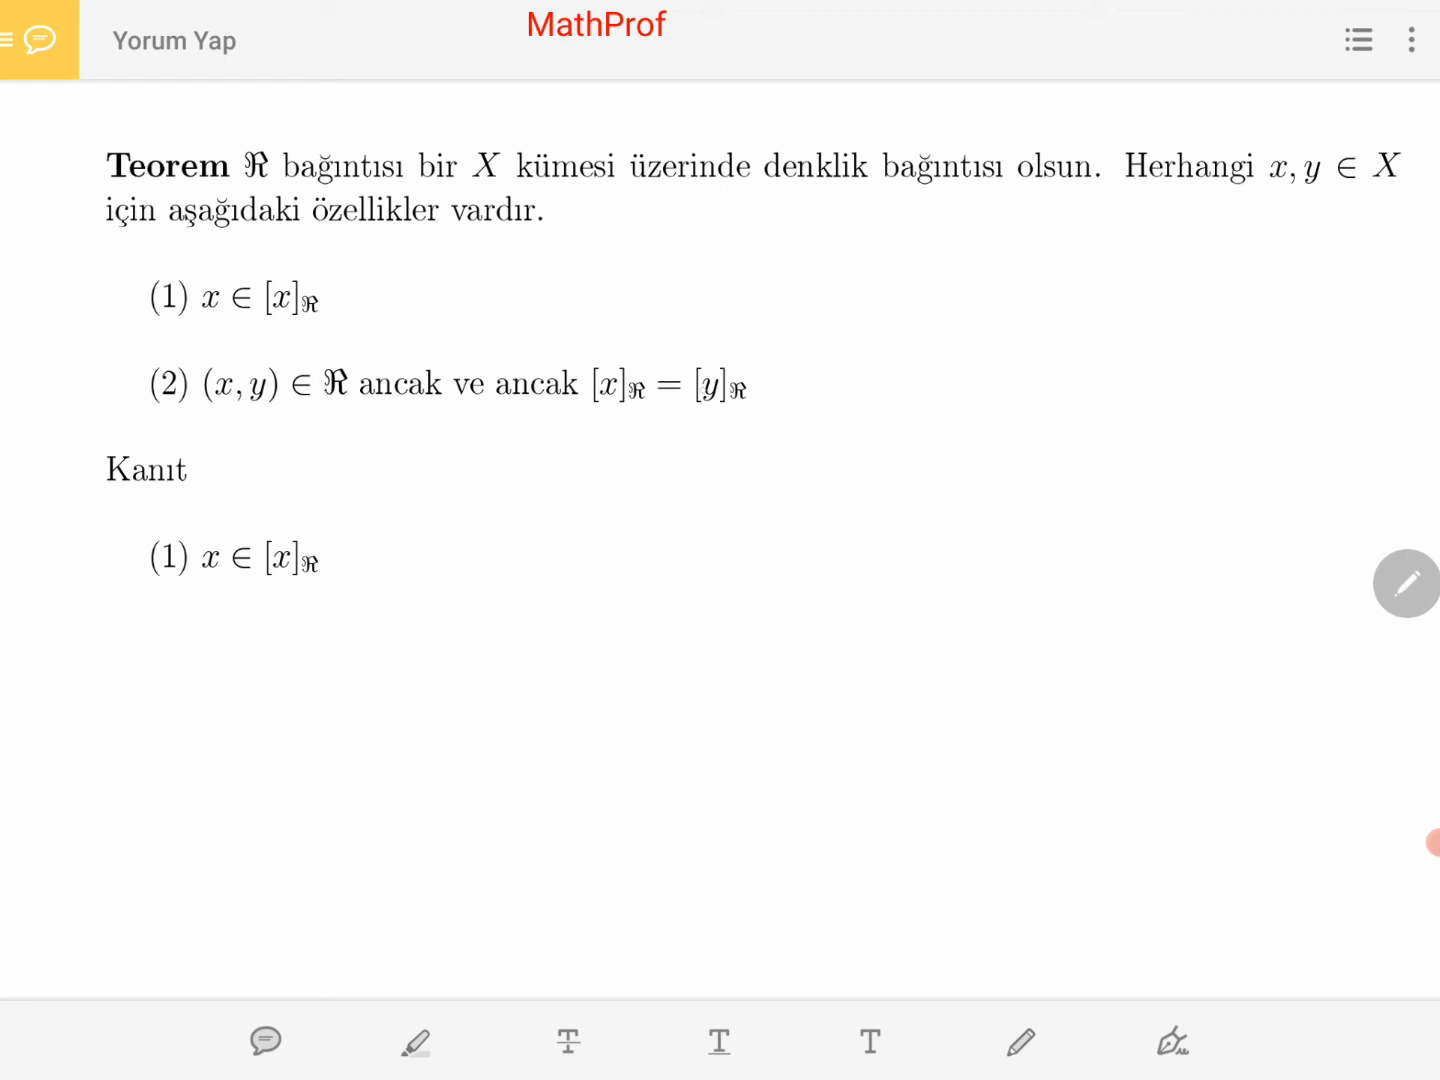 MathProf
Yorum Yap
Teorem ℜ bağıntısı bir X kümesi üzerinde denklik bağıntısı olsun. Herhangi x, y ∈ X
için aşağıdaki özellikler vardır.
(1) x ∈ [x]ℜ
(2) (x, y) ∈ ℜ ancak ve ancak [x]ℜ = [y]ℜ
Kanıt
(1) x ∈ [x]ℜ